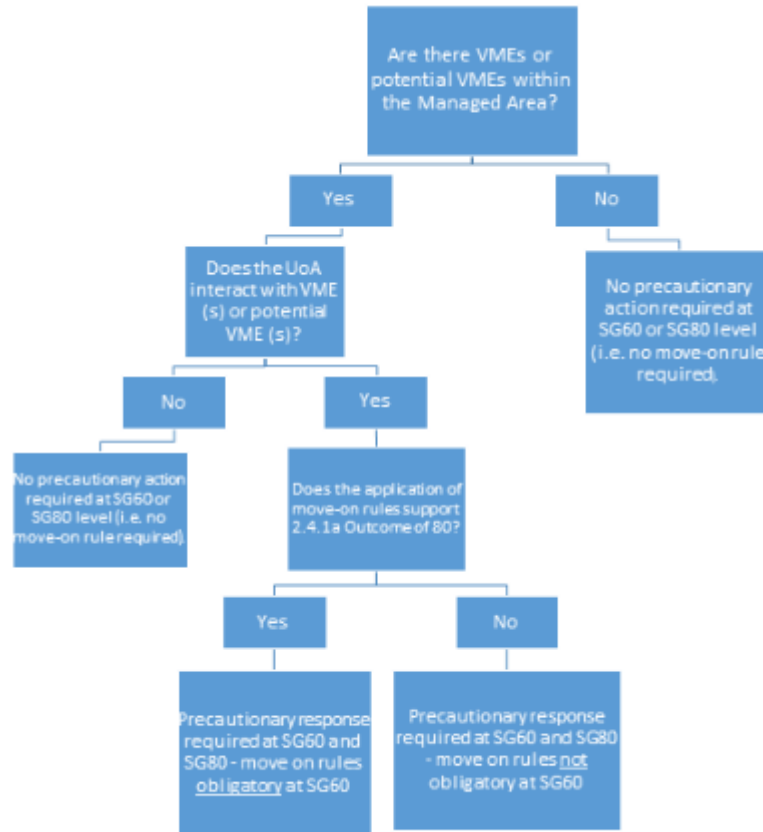 Are there VMEs or
potential VMEs within
the Managed Area?
Yes
No
Does the UoA
interact with VME
(s) or potential
VME (s)?
No precautionary
action required at
SG60 or SG80 level
(i.e. no move-on rule
required).
No
Yes
No precautionary action
required at SG60 or
SG80 level (i.e. no
move-on rule required).
Does the application of
move-on rules support
2.4.1a Outcome of 80?
Yes
No
Precautionary response
required at SG60 and
SG80 - move on rules
obligatory at SG60
Precautionary response
required at SG60 and SG80
- move on rules not
obligatory at SG60